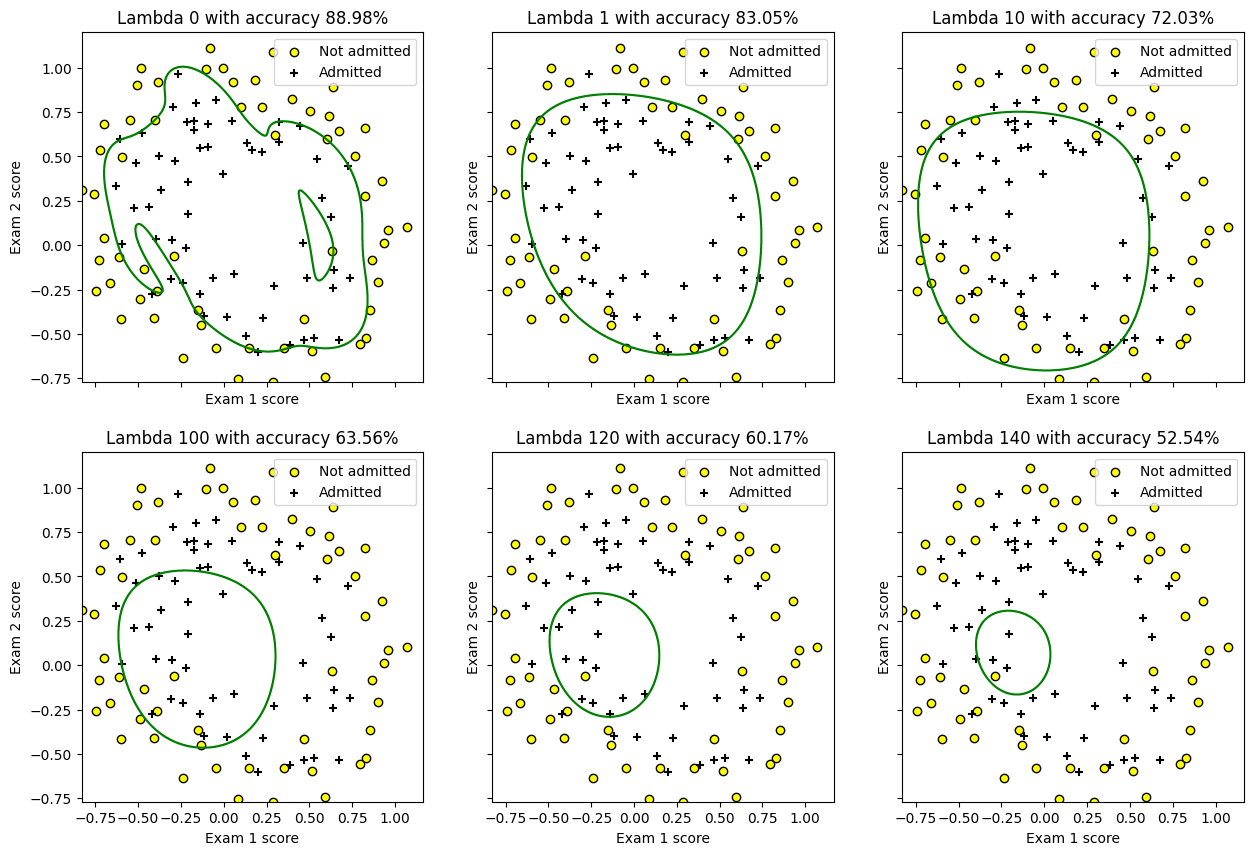 Lambda 0 with accuracy 88.98%
Not admitted
Admitted
1.00
0.75
0.50
0.25
0.00
−0.25
−0.50
−0.75
Exam 2 score
Exam 1 score
Lambda 1 with accuracy 83.05%
Not admitted
Admitted
Exam 2 score
Exam 1 score
Lambda 10 with accuracy 72.03%
Not admitted
Admitted
Exam 2 score
Exam 1 score
Lambda 100 with accuracy 63.56%
Not admitted
Admitted
1.00
0.75
0.50
0.25
0.00
−0.25
−0.50
−0.75
Exam 2 score
−0.75 −0.50 −0.25 0.00 0.25 0.50 0.75 1.00
Exam 1 score
Lambda 120 with accuracy 60.17%
Not admitted
Admitted
Exam 2 score
−0.75 −0.50 −0.25 0.00 0.25 0.50 0.75 1.00
Exam 1 score
Lambda 140 with accuracy 52.54%
Not admitted
Admitted
Exam 2 score
−0.75 −0.50 −0.25 0.00 0.25 0.50 0.75 1.00
Exam 1 score